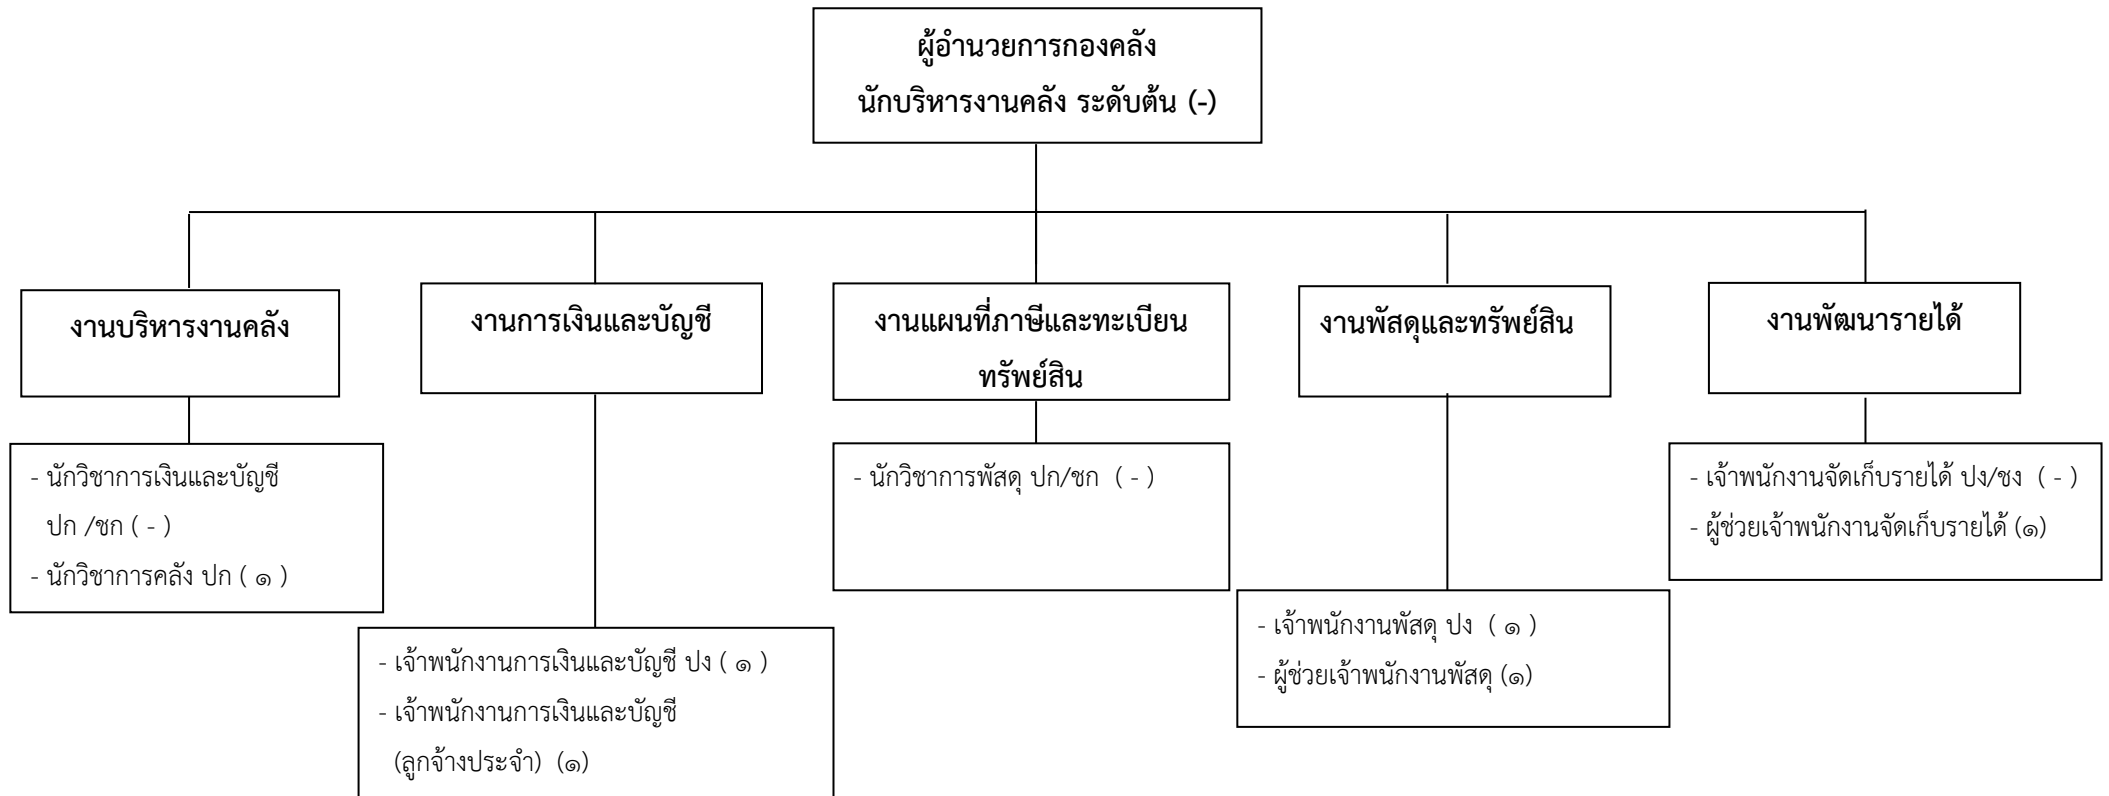 ผู้อำนวยการกองคลัง
นักบริหารงานคลัง ระดับต้น (-)
งานบริหารงานคลัง
งานการเงินและบัญชี
งานแผนที่ภาษีและทะเบียน
ทรัพย์สิน
งานพัสดุและทรัพย์สิน
งานพัฒนารายได้
- นักวิชาการเงินและบัญชี
ปก /ชก ( - )
- นักวิชาการคลัง ปก ( ๑ )
- เจ้าพนักงานการเงินและบัญชี ปง ( ๑ )
- เจ้าพนักงานการเงินและบัญชี
(ลูกจ้างประจำ) (๑)
- นักวิชาการพัสดุ ปก/ชก ( - )
- เจ้าพนักงานพัสดุ ปง ( ๑ )
- ผู้ช่วยเจ้าพนักงานพัสดุ (๑)
- เจ้าพนักงานจัดเก็บรายได้ ปง/ชง ( - )
- ผู้ช่วยเจ้าพนักงานจัดเก็บรายได้ (๑)